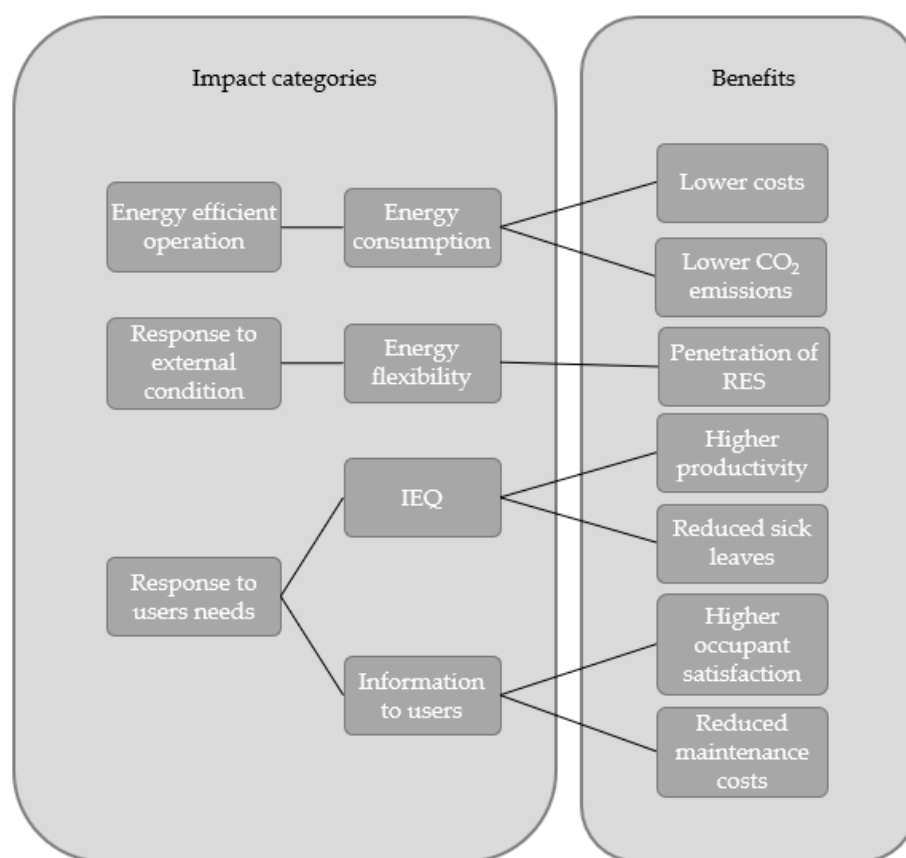 Impact categories
Benefits
Energy efficient
operation
Energy
consumption
Lower costs
Lower CO₂
emissions
Response to
external
condition
Energy
flexibility
Penetration of
RES
Response to
users needs
IEQ
Higher
productivity
Reduced sick
leaves
Information
to users
Higher
occupant
satisfaction
Reduced
maintenance
costs